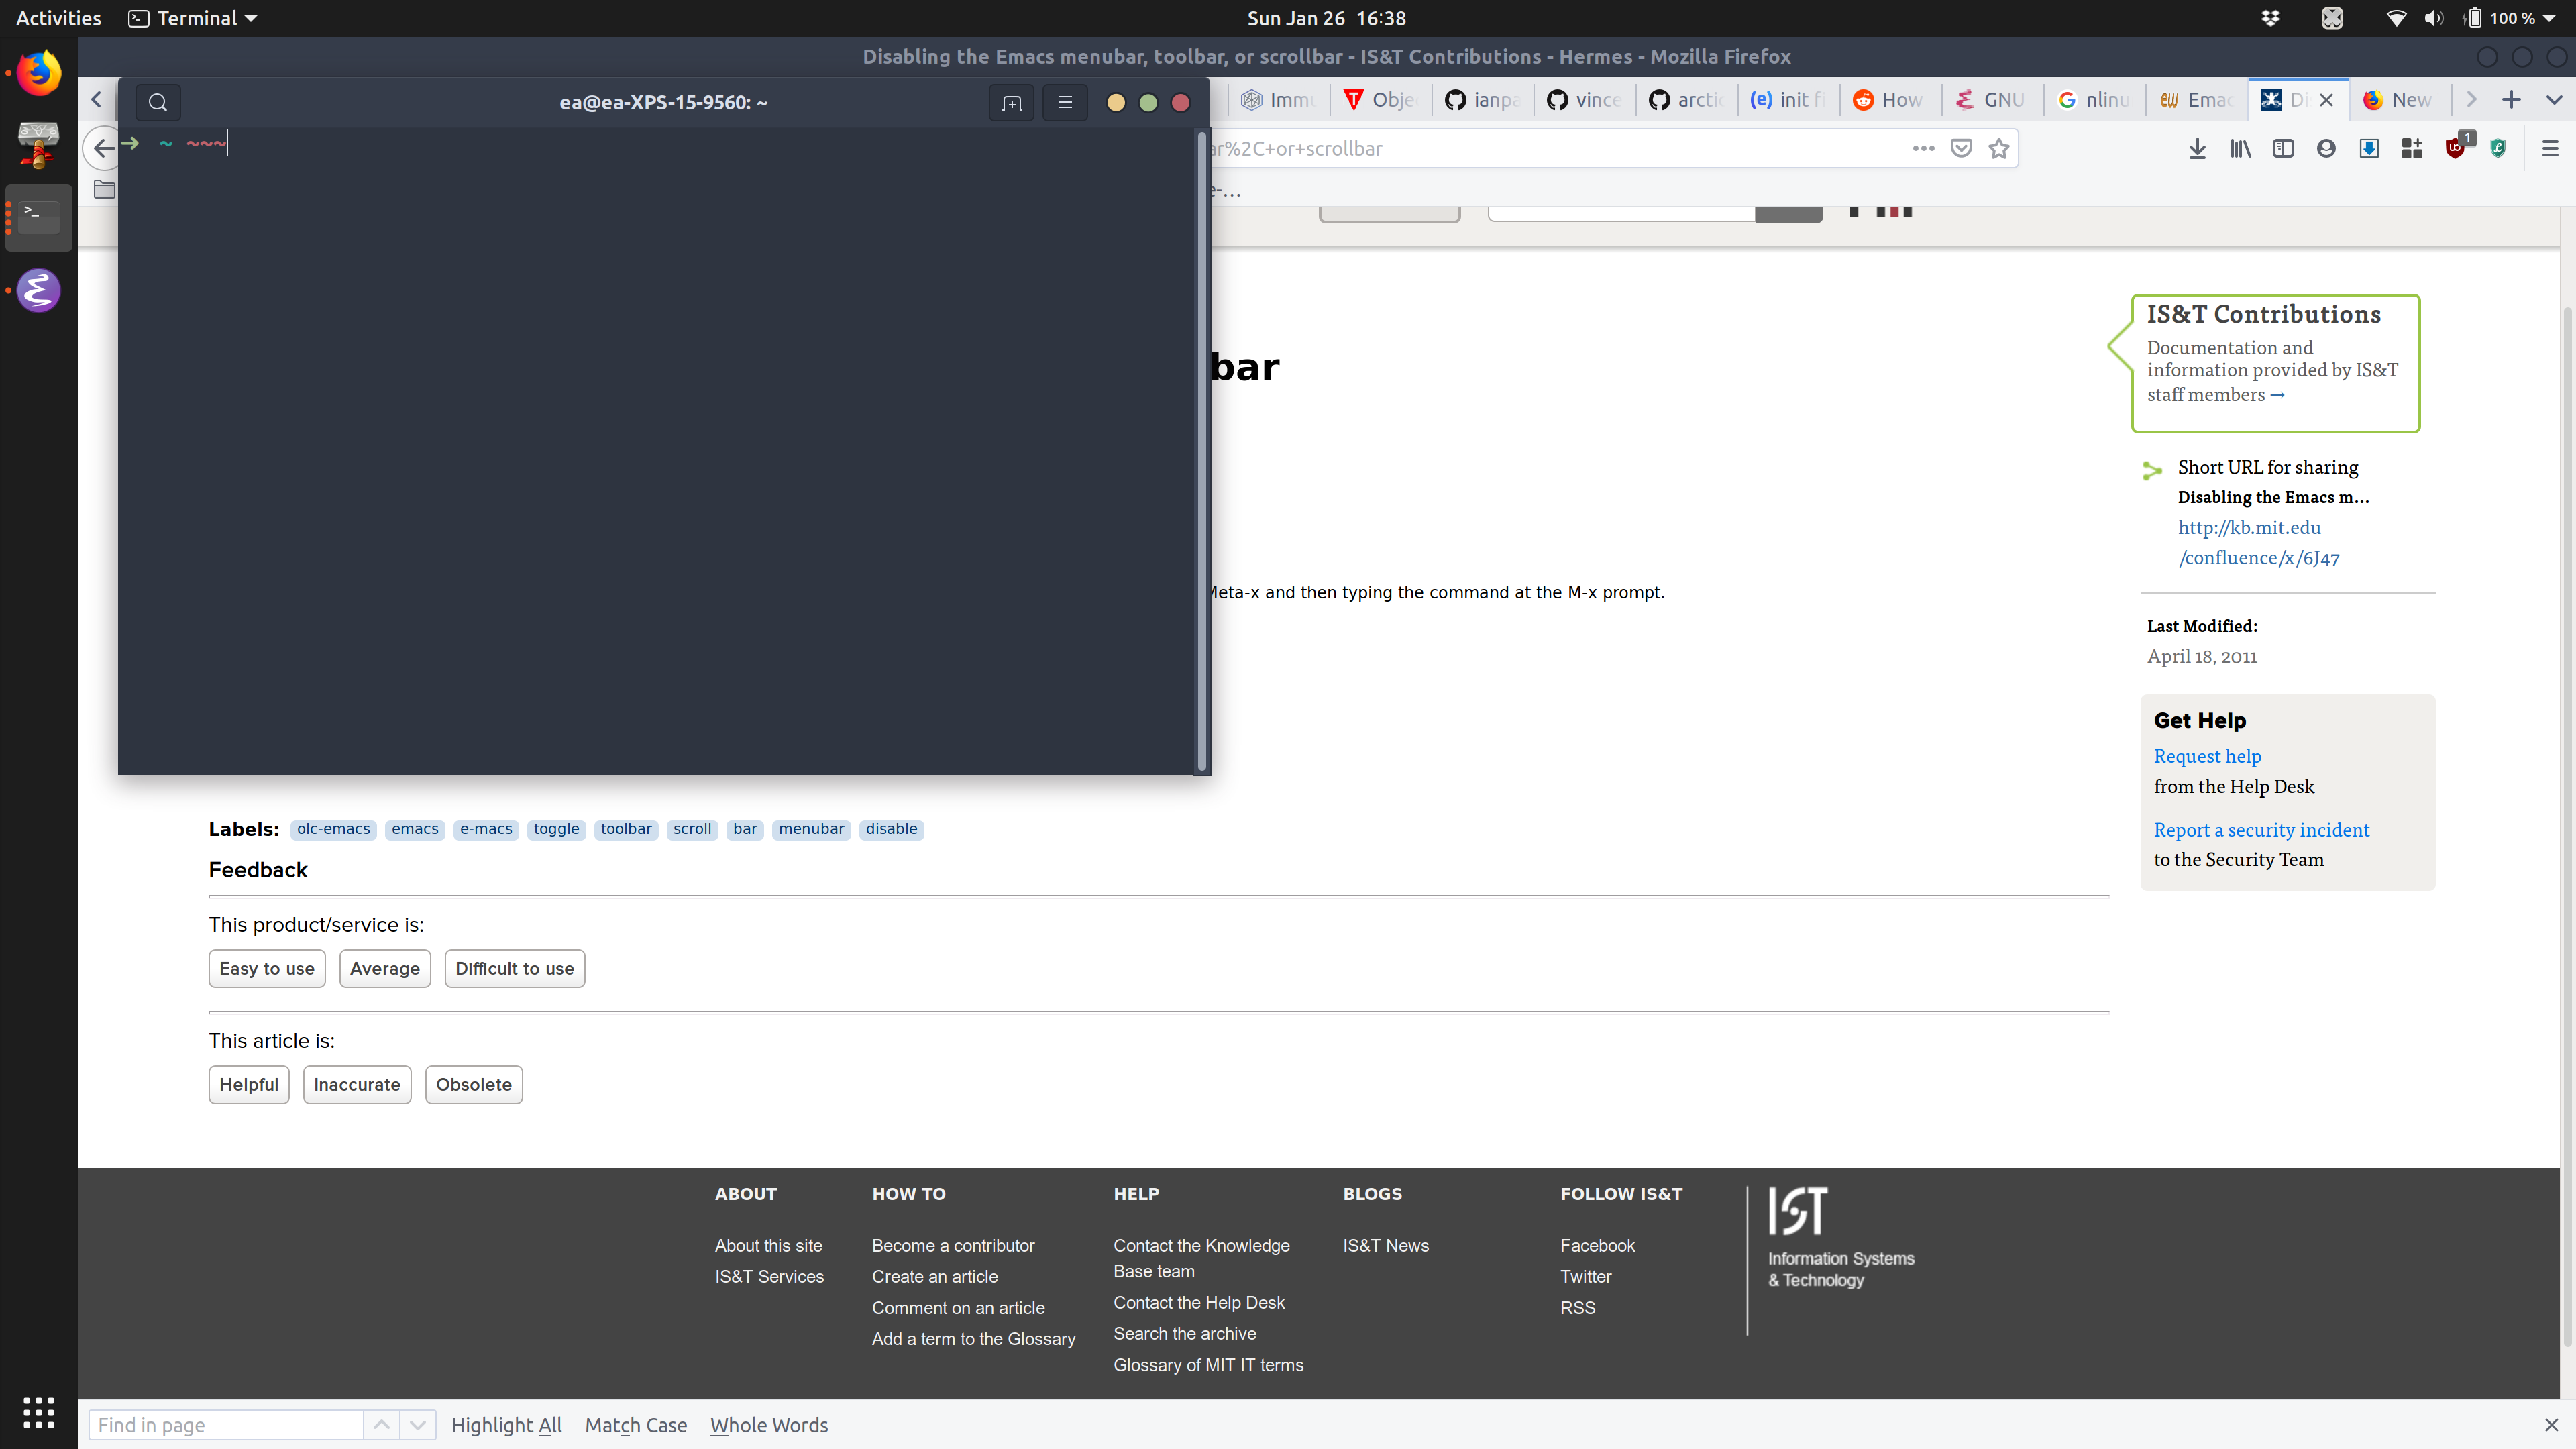 Activities
Terminal
Sun Jan 26 16:38
100 %
Disabling the Emacs menubar, toolbar, or scrollbar - IS&T Contributions - Hermes - Mozilla Firefox
ea@ea-XPS-15-9560: ~
Immu
Obje
ianpa
vince
arctic
init fi
How
GNU
nlinu
Emac
Di
New
➜ ~ ~~~
ar%2C+or+scrollbar
1
e-…
bar
Meta-x and then typing the command at the M-x prompt.
IS&T Contributions
Documentation and
information provided by IS&T
staff members →
Short URL for sharing
Disabling the Emacs m...
http://kb.mit.edu
/confluence/x/6J47
Last Modified:
April 18, 2011
Get Help
Request help
from the Help Desk
Report a security incident
to the Security Team
Labels: olc-emacs emacs e-macs toggle toolbar scroll bar menubar disable
Feedback
This product/service is:
Easy to use Average Difficult to use
This article is:
Helpful Inaccurate Obsolete
ABOUT
About this site
IS&T Services
HOW TO
Become a contributor
Create an article
Comment on an article
Add a term to the Glossary
HELP
Contact the Knowledge
Base team
Contact the Help Desk
Search the archive
Glossary of MIT IT terms
BLOGS
IS&T News
FOLLOW IS&T
Facebook
Twitter
RSS
IST
Information Systems
& Technology
Find in page
Highlight All Match Case Whole Words